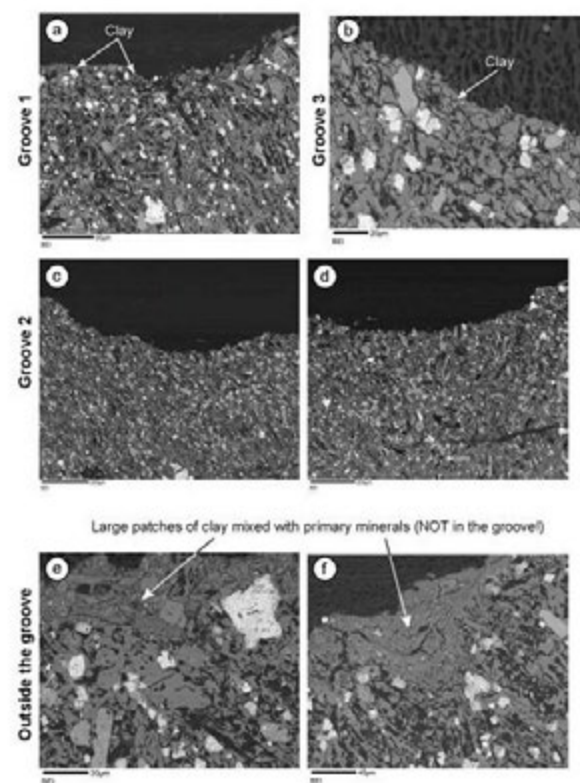 a
Clay
b
Clay
Groove 1
Groove 3
c
d
Groove 2
Large patches of clay mixed with primary minerals (NOT in the groove!)
e
f
Outside the groove